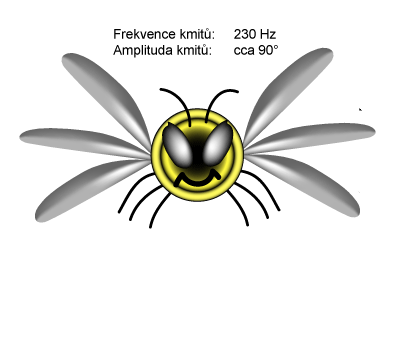 Frekvence kmitů: 230 Hz
Amplituda kmitů: cca 90°